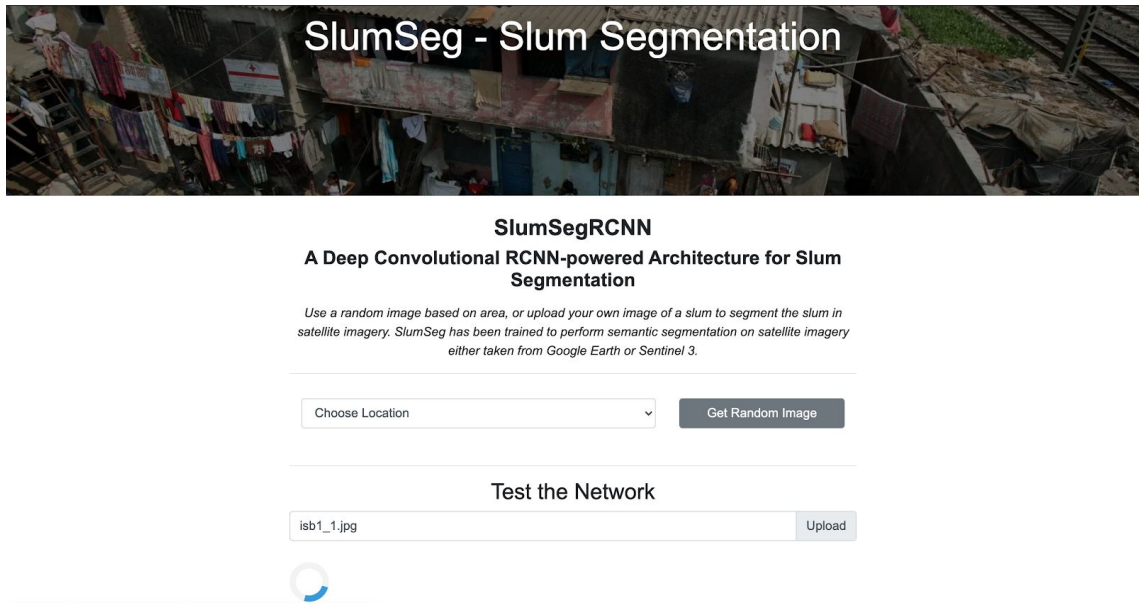 SlumSeg - Slum Segmentation
SlumSegRCNN
A Deep Convolutional RCNN-powered Architecture for Slum
Segmentation
Use a random image based on area, or upload your own image of a slum to segment the slum in
satellite imagery. SlumSeg has been trained to perform semantic segmentation on satellite imagery
either taken from Google Earth or Sentinel 3.
Choose Location
Get Random Image
Test the Network
isb1_1.jpg
Upload